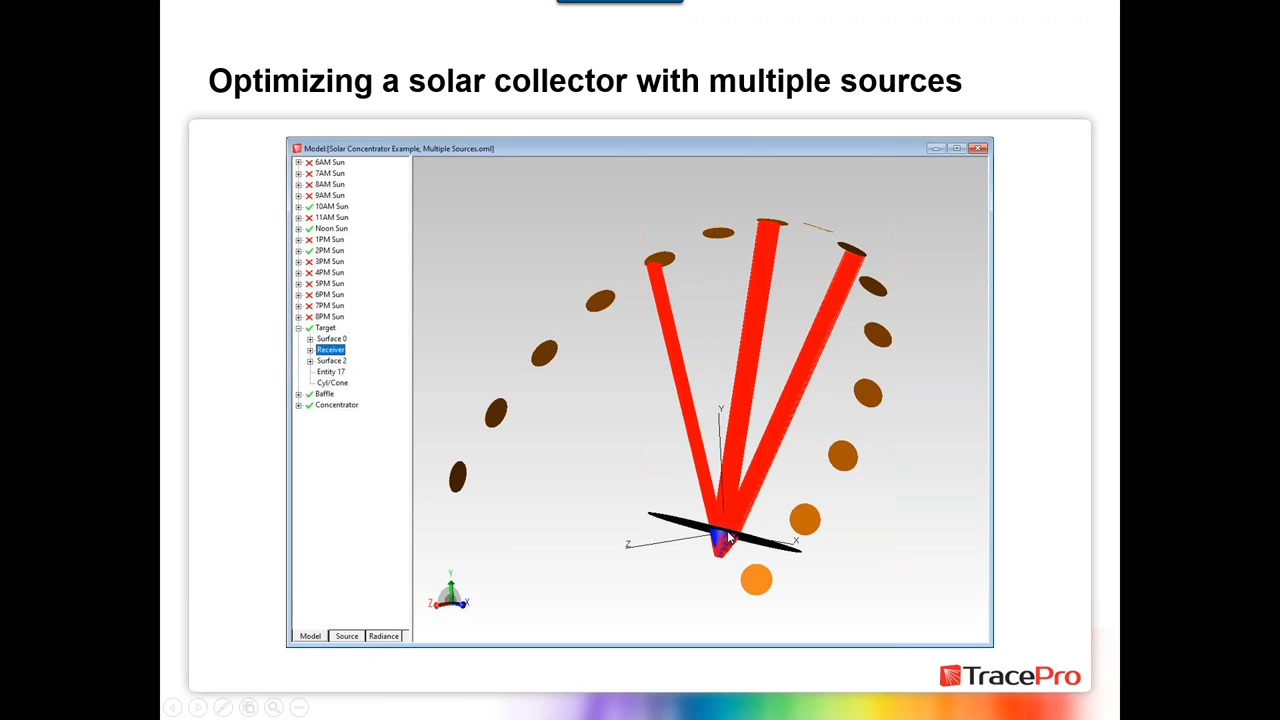 Optimizing a solar collector with multiple sources
Model:[Solar Concentrator Example, Multiple Sources.oml]
6AM Sun
7AM Sun
8AM Sun
9AM Sun
10AM Sun
11AM Sun
Noon Sun
1PM Sun
2PM Sun
3PM Sun
4PM Sun
5PM Sun
6PM Sun
7PM Sun
8PM Sun
Target
Surface 0
Receiver
Surface 2
Entity 17
Cyl/Cone
Baffle
Concentrator
Y
Z
X
Y
Z
X
Model Source Radiance
TracePro